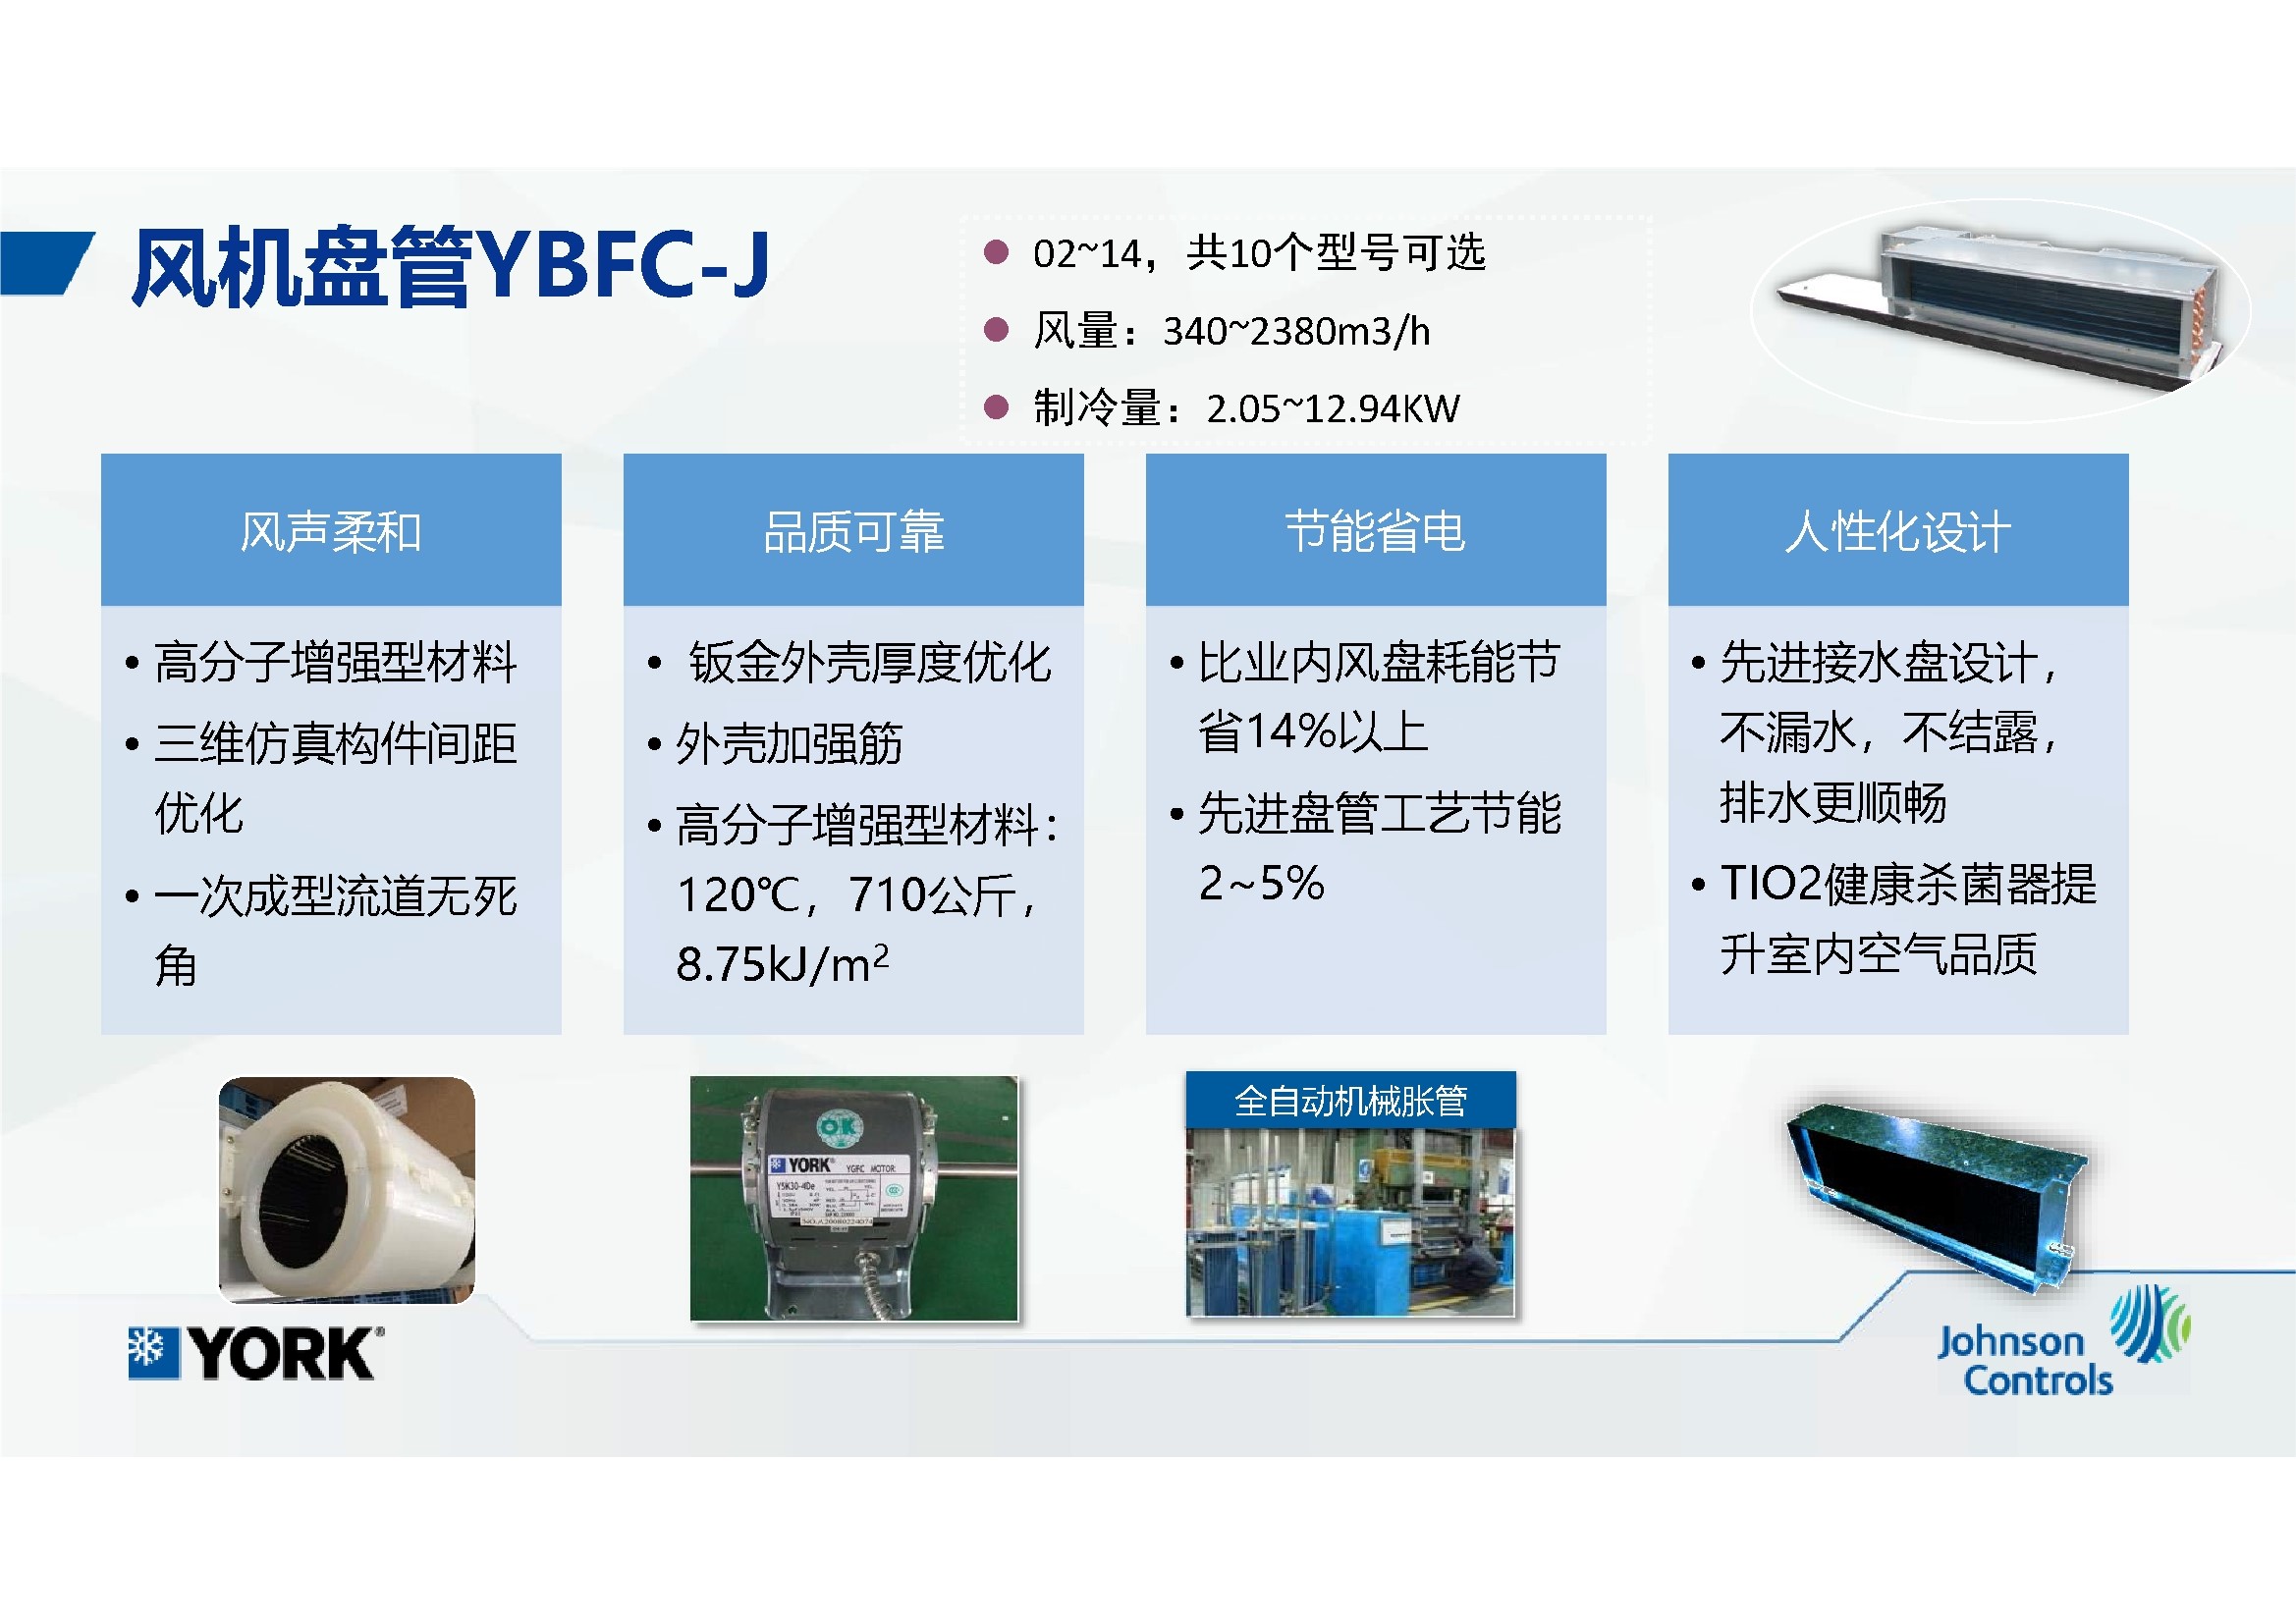 风机盘管YBFC-J
02~14，共10个型号可选
风量：340~2380m3/h
制冷量：2.05~12.94KW
风声柔和
高分子增强型材料
三维仿真构件间距
优化
一次成型流道无死
角
品质可靠
钣金外壳厚度优化
外壳加强筋
高分子增强型材料：
120℃，710公斤，
8.75kJ/m²
节能省电
比业内风盘耗能节
省14%以上
先进盘管工艺节能
2~5%
人性化设计
先进接水盘设计，
不漏水，不结露，
排水更顺畅
TIO2健康杀菌器提
升室内空气品质
OK
YORK® YGFC MOTOR
YSK30-4De
NO.A20080224074
全自动机械胀管
YORK®
Johnson
Controls